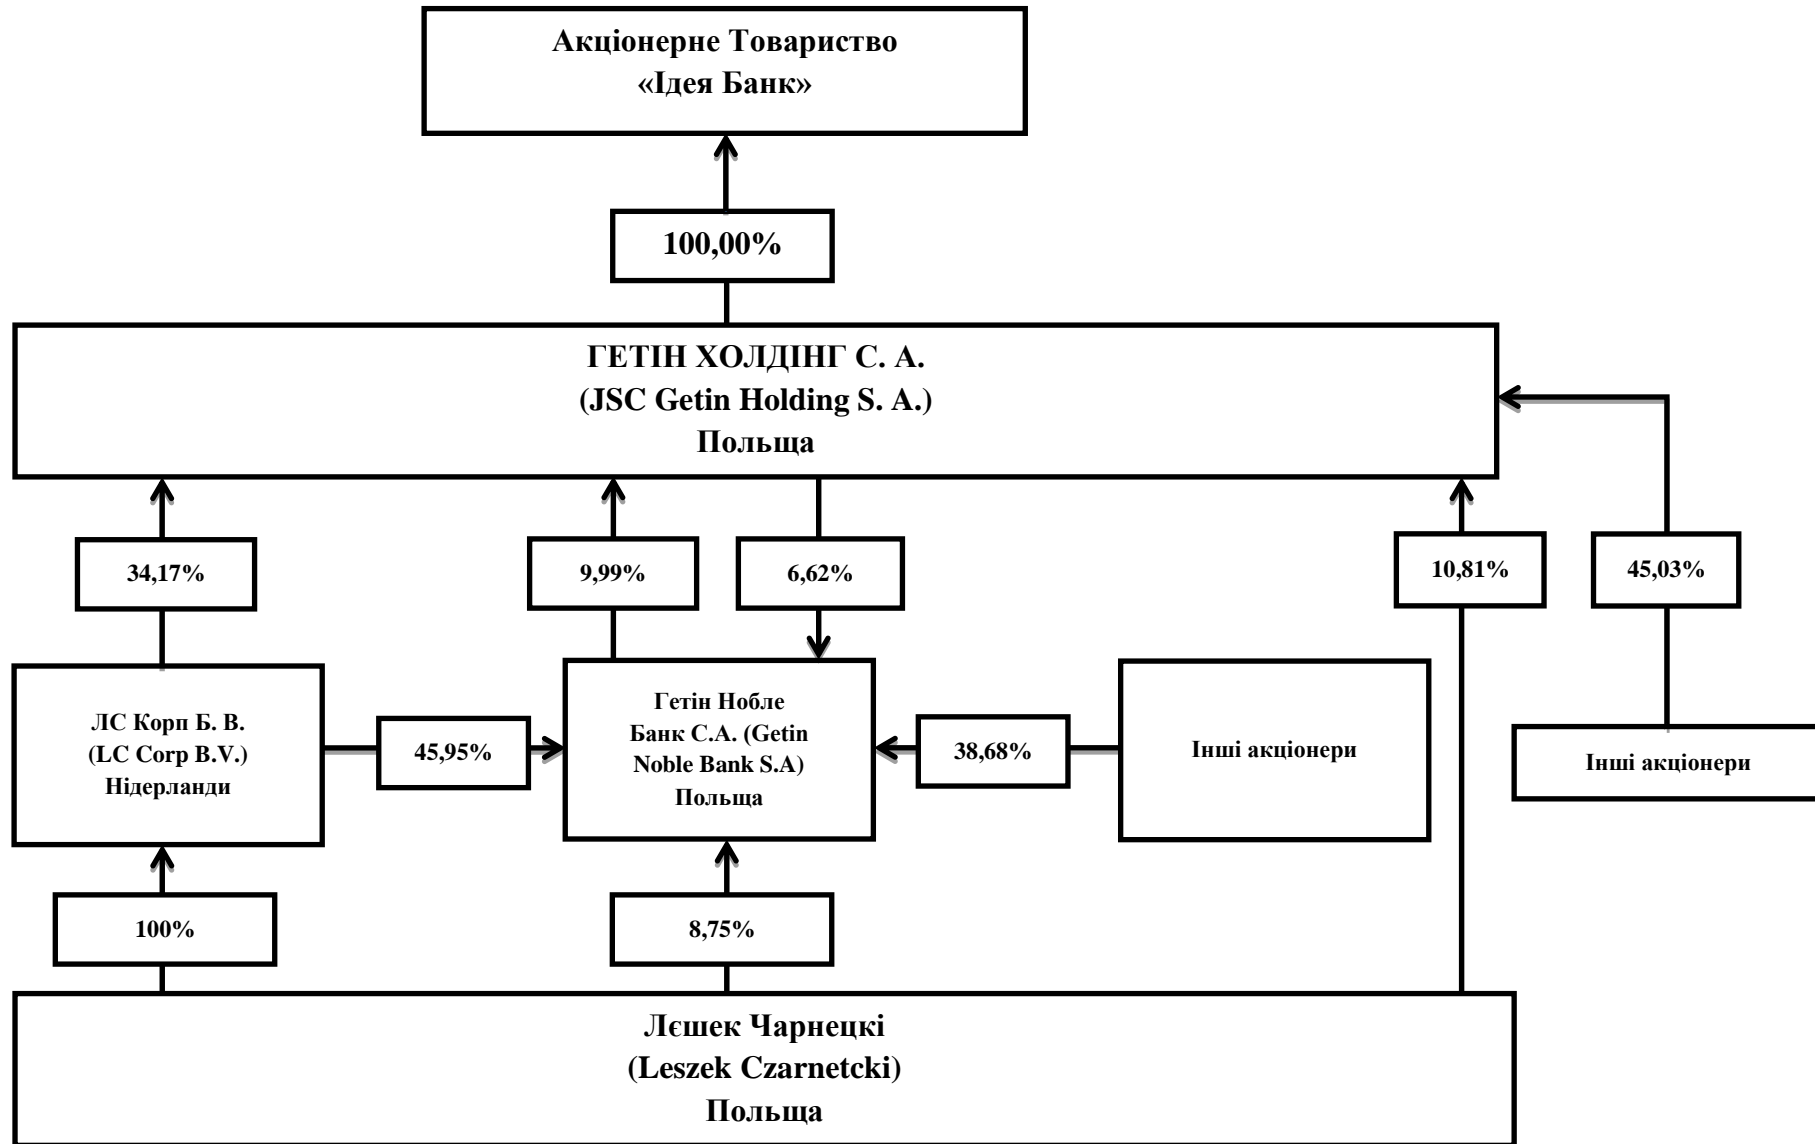 Акціонерне Товариство
«Ідея Банк»
100,00%
ГЕТІН ХОЛДІНГ С. А.
(JSC Getin Holding S. A.)
Польща
34,17%
9,99%
6,62%
10,81%
45,03%
ЛС Корп Б. В.
(LC Corp B.V.)
Нідерланди
45,95%
Гетін Нобле
Банк С.А. (Getin
Noble Bank S.A)
Польща
38,68%
Інші акціонери
Інші акціонери
100%
8,75%
Лєшек Чарнецкі
(Leszek Czarnetcki)
Польща